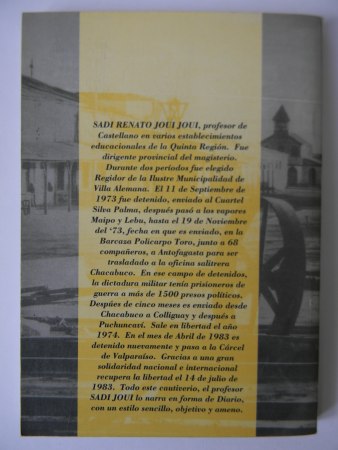 SADI RENATO JOUI JOUI, profesor de
Castellano en varios establecimientos
educacionales de la Quinta Región. Fue
dirigente provincial del magisterio.
Durante dos períodos fue elegido
Regidor de la Ilustre Municipalidad de
Villa Alemana. El 11 de Septiembre de
1973 fue detenido, enviado al Cuartel
Silva Palma, después pasó a los vapores
Maipo y Lebu, hasta el 19 de Noviembre
del '73, fecha en que es enviado, en la
Barcaza Policarpo Toro, junto a 68
compañeros, a Antofagasta para ser
trasladado a la oficina salitrera
Chacabuco. En ese campo de detenidos,
la dictadura militar tenía prisioneros de
guerra a más de 1500 presos políticos.
Despües de cinco meses es enviado desde
Chacabuco a Colliguay y después a
Puchuncaví. Sale en libertad el año
1974. En el mes de Abril de 1983 es
detenido nuevamente y pasa a la Cárcel
de Valparaíso. Gracias a una gran
solidaridad nacional e internacional
recupera la libertad el 14 de julio de
1983. Todo este cautiverio, el profesor
SADI JOUI lo narra en forma de Diario,
con un estilo sencillo, objetivo y ameno.